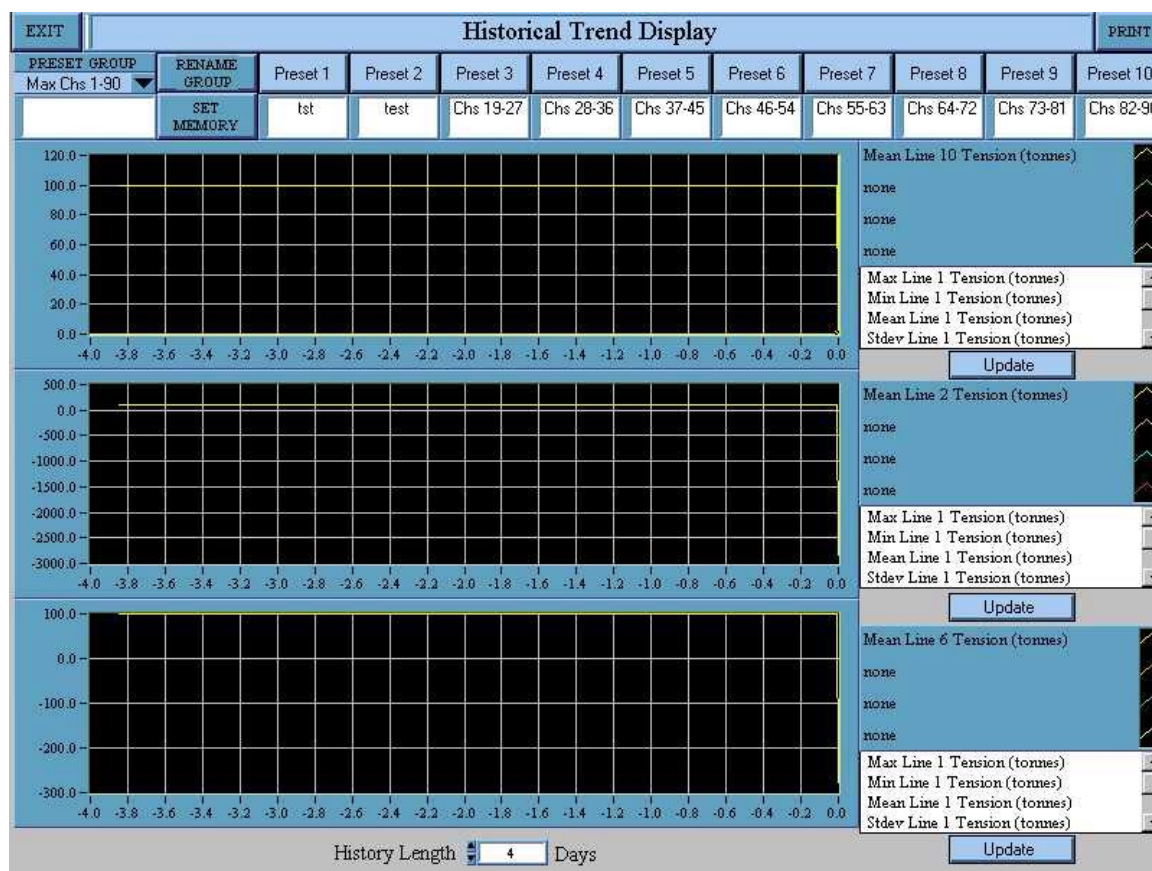 EXIT
Historical Trend Display
PRINT
PRESET GROUP
Max Chs 1-90
RENAME GROUP
Preset 1 Preset 2 Preset 3 Preset 4 Preset 5 Preset 6 Preset 7 Preset 8 Preset 9 Preset 10
SET MEMORY
tst test Chs 19-27 Chs 28-36 Chs 37-45 Chs 46-54 Chs 55-63 Chs 64-72 Chs 73-81 Chs 82-90
120.0
100.0
80.0
60.0
40.0
20.0
0.0
-4.0 -3.8 -3.6 -3.4 -3.2 -3.0 -2.8 -2.6 -2.4 -2.2 -2.0 -1.8 -1.6 -1.4 -1.2 -1.0 -0.8 -0.6 -0.4 -0.2 0.0
Mean Line 10 Tension (tonnes)
none
none
none
Max Line 1 Tension (tonnes)
Min Line 1 Tension (tonnes)
Mean Line 1 Tension (tonnes)
Stdev Line 1 Tension (tonnes)
Update
500.0
0.0
-500.0
-1000.0
-1500.0
-2000.0
-2500.0
-3000.0
-4.0 -3.8 -3.6 -3.4 -3.2 -3.0 -2.8 -2.6 -2.4 -2.2 -2.0 -1.8 -1.6 -1.4 -1.2 -1.0 -0.8 -0.6 -0.4 -0.2 0.0
Mean Line 2 Tension (tonnes)
none
none
none
Max Line 1 Tension (tonnes)
Min Line 1 Tension (tonnes)
Mean Line 1 Tension (tonnes)
Stdev Line 1 Tension (tonnes)
Update
100.0
0.0
-100.0
-200.0
-300.0
-4.0 -3.8 -3.6 -3.4 -3.2 -3.0 -2.8 -2.6 -2.4 -2.2 -2.0 -1.8 -1.6 -1.4 -1.2 -1.0 -0.8 -0.6 -0.4 -0.2 0.0
Mean Line 6 Tension (tonnes)
none
none
none
Max Line 1 Tension (tonnes)
Min Line 1 Tension (tonnes)
Mean Line 1 Tension (tonnes)
Stdev Line 1 Tension (tonnes)
Update
History Length 4 Days